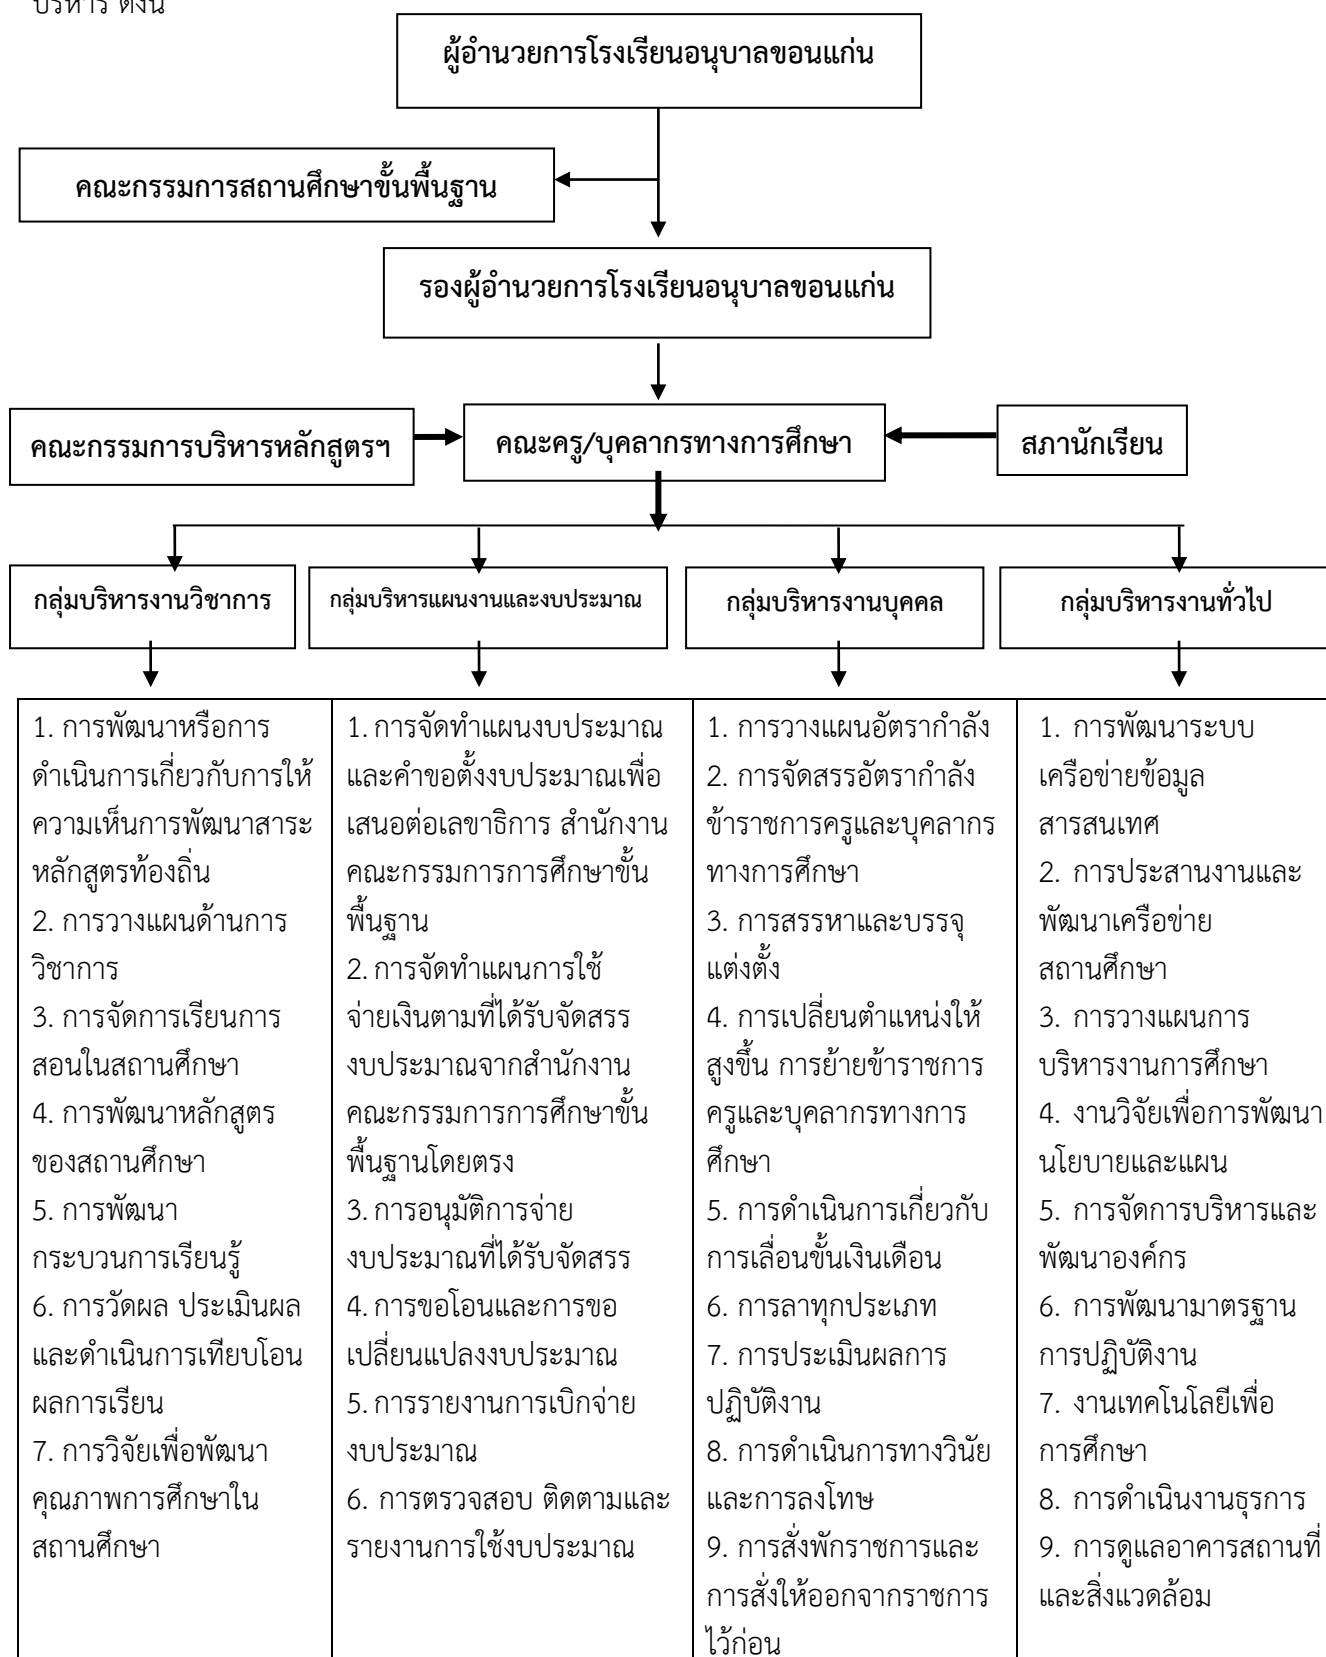 บริหาร ดังนี้
ผู้อำนวยการโรงเรียนอนุบาลขอนแก่น
คณะกรรมการสถานศึกษาขั้นพื้นฐาน
รองผู้อำนวยการโรงเรียนอนุบาลขอนแก่น
คณะกรรมการบริหารหลักสูตรฯ
คณะครู/บุคลากรทางการศึกษา
สภานักเรียน
กลุ่มบริหารงานวิชาการ
กลุ่มบริหารแผนงานและงบประมาณ
กลุ่มบริหารงานบุคคล
กลุ่มบริหารงานทั่วไป
1. การพัฒนาหรือการ
ดำเนินการเกี่ยวกับการให้
ความเห็นการพัฒนาสาระ
หลักสูตรท้องถิ่น
2. การวางแผนด้านการ
วิชาการ
3. การจัดการเรียนการ
สอนในสถานศึกษา
4. การพัฒนาหลักสูตร
ของสถานศึกษา
5. การพัฒนา
กระบวนการเรียนรู้
6. การวัดผล ประเมินผล
และดำเนินการเทียบโอน
ผลการเรียน
7. การวิจัยเพื่อพัฒนา
คุณภาพการศึกษาใน
สถานศึกษา
1. การจัดทำแผนงบประมาณ
และคำขอตั้งงบประมาณเพื่อ
เสนอต่อเลขาธิการ สำนักงาน
คณะกรรมการการศึกษาขั้น
พื้นฐาน
2. การจัดทำแผนการใช้
จ่ายเงินตามที่ได้รับจัดสรร
งบประมาณจากสำนักงาน
คณะกรรมการการศึกษาขั้น
พื้นฐานโดยตรง
3. การอนุมัติการจ่าย
งบประมาณที่ได้รับจัดสรร
4. การขอโอนและการขอ
เปลี่ยนแปลงงบประมาณ
5. การรายงานการเบิกจ่าย
งบประมาณ
6. การตรวจสอบ ติดตามและ
รายงานการใช้งบประมาณ
1. การวางแผนอัตรากำลัง
2. การจัดสรรอัตรากำลัง
ข้าราชการครูและบุคลากร
ทางการศึกษา
3. การสรรหาและบรรจุ
แต่งตั้ง
4. การเปลี่ยนตำแหน่งให้
สูงขึ้น การย้ายข้าราชการ
ครูและบุคลากรทางการ
ศึกษา
5. การดำเนินการเกี่ยวกับ
การเลื่อนขั้นเงินเดือน
6. การลาทุกประเภท
7. การประเมินผลการ
ปฏิบัติงาน
8. การดำเนินการทางวินัย
และการลงโทษ
9. การสั่งพักราชการและ
การสั่งให้ออกจากราชการ
ไว้ก่อน
1. การพัฒนาระบบ
เครือข่ายข้อมูล
สารสนเทศ
2. การประสานงานและ
พัฒนาเครือข่าย
สถานศึกษา
3. การวางแผนการ
บริหารงานการศึกษา
4. งานวิจัยเพื่อการพัฒนา
นโยบายและแผน
5. การจัดการบริหารและ
พัฒนาองค์กร
6. การพัฒนามาตรฐาน
การปฏิบัติงาน
7. งานเทคโนโลยีเพื่อ
การศึกษา
8. การดำเนินงานธุรการ
9. การดูแลอาคารสถานที่
และสิ่งแวดล้อม